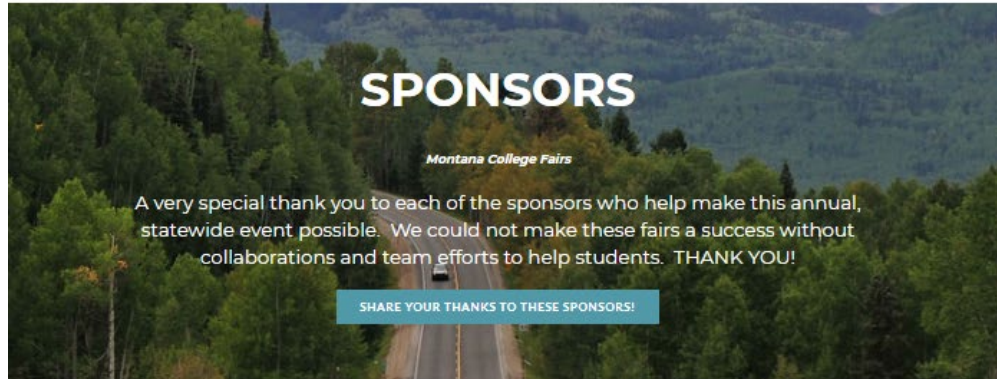 SPONSORS
Montana College Fairs
A very special thank you to each of the sponsors who help make this annual,
statewide event possible.  We could not make these fairs a success without
collaborations and team efforts to help students.  THANK YOU!
SHARE YOUR THANKS TO THESE SPONSORS!